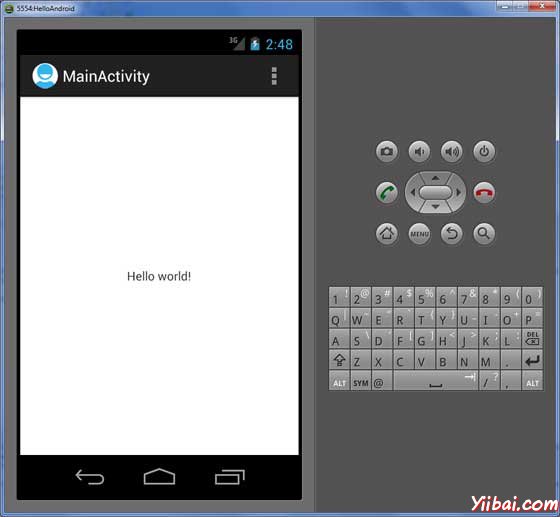 5554:HelloAndroid
3G 2:48
MainActivity
Hello world!
MENU
1 ! 2 @ 3 # 4 $ 5 % 6 ^ 7 & 8 * 9 ( 0 )
Q | W ~ E " R ` T { Y } U _ I - O + P =
A S \ D ' F [ G ] H < J > K ; L : DEL
Z X C V B N M .
ALT SYM @ / ? , ALT
Yiibai.com